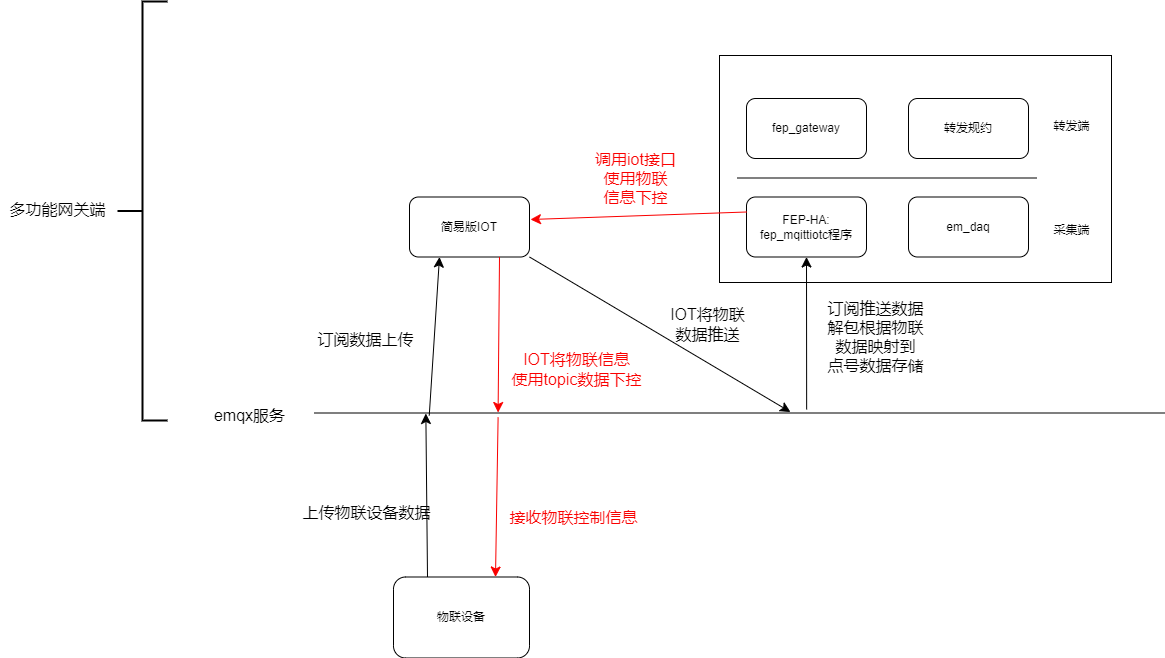 多功能网关端
fep_gateway
转发规约
转发端
调用iot接口
使用物联
信息下控
简易版IOT
FEP-HA:
fep_mqittiotc程序
em_daq
采集端
订阅数据上传
IOT将物联信息
使用topic数据下控
IOT将物联
数据推送
订阅推送数据
解包根据物联
数据映射到
点号数据存储
emqx服务
上传物联设备数据
接收物联控制信息
物联设备